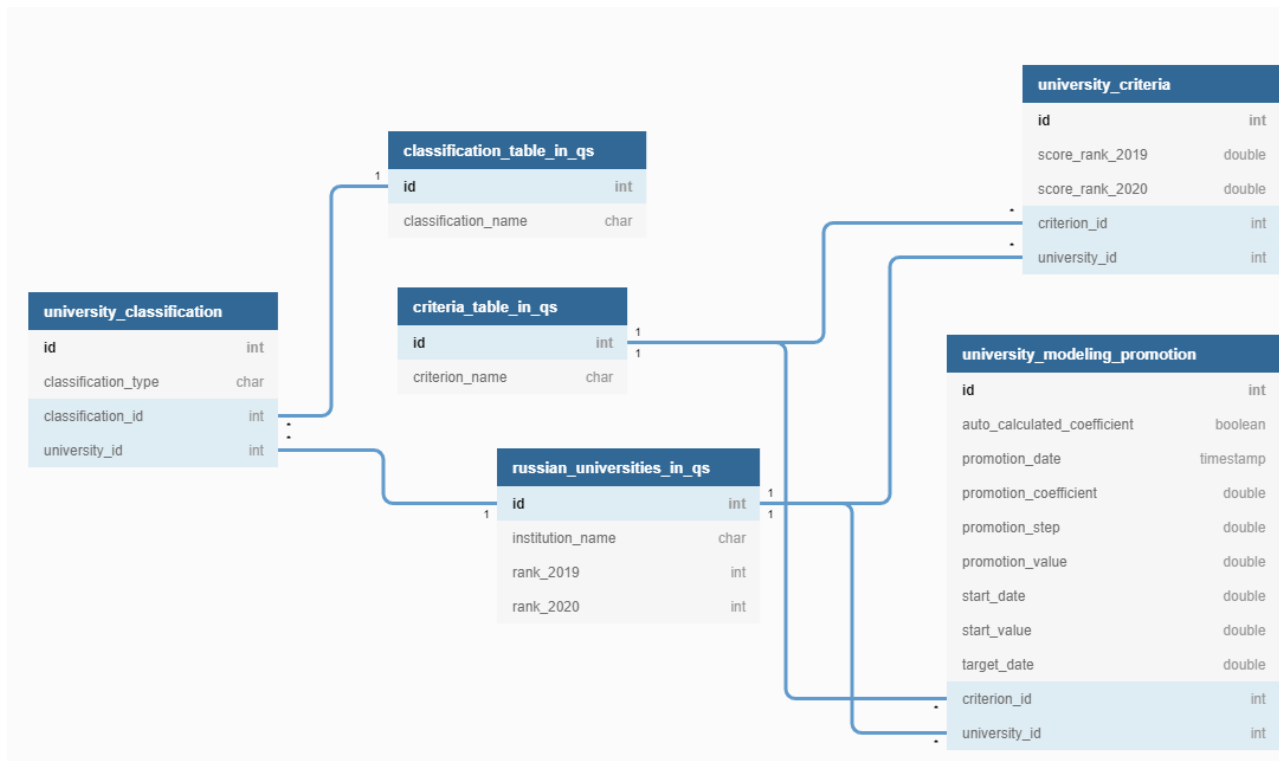 university_criteria
id int
score_rank_2019 double
score_rank_2020 double
criterion_id int
university_id int
classification_table_in_qs
1
id int
classification_name char
university_classification
id int
classification_type char
classification_id int
university_id int
*
*
criteria_table_in_qs
id int
criterion_name char
1
1
*
*
russian_universities_in_qs
1
id int
institution_name char
rank_2019 int
rank_2020 int
1
1
university_modeling_promotion
id int
auto_calculated_coefficient boolean
promotion_date timestamp
promotion_coefficient double
promotion_step double
promotion_value double
start_date double
start_value double
target_date double
criterion_id int
university_id int
*
*